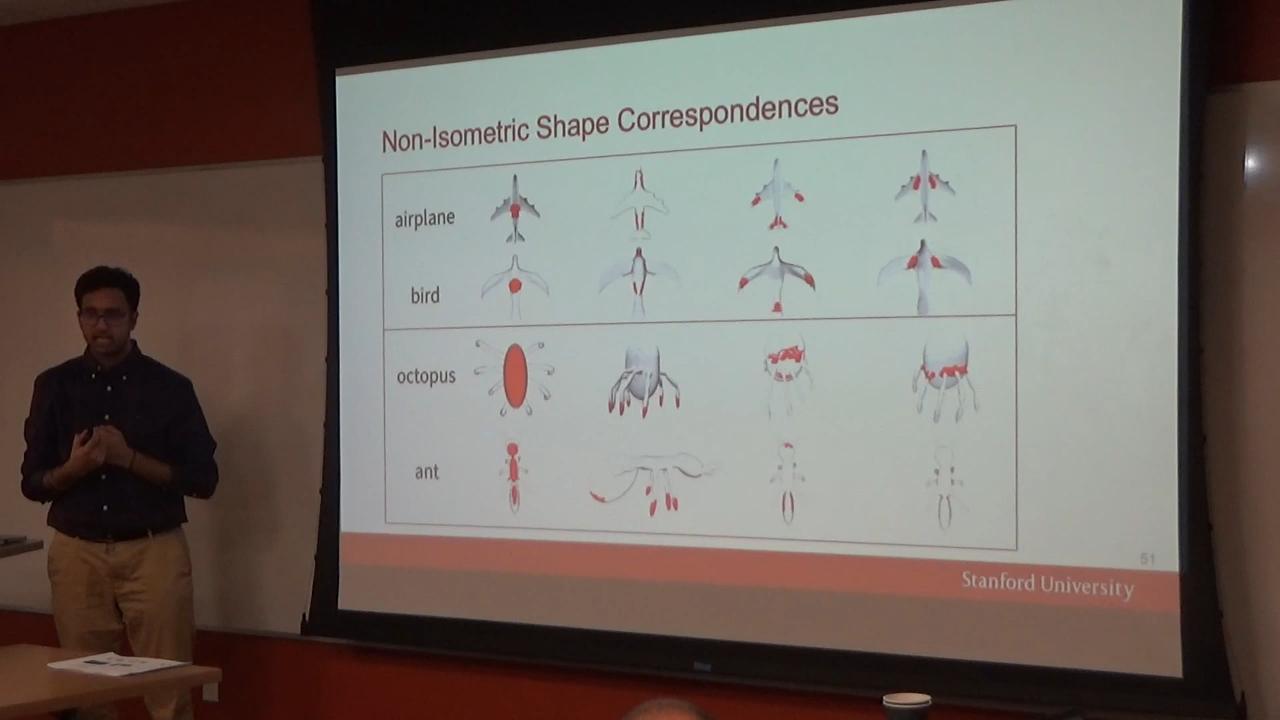 Non-Isometric Shape Correspondences
airplane
bird
octopus
ant
51
Stanford University